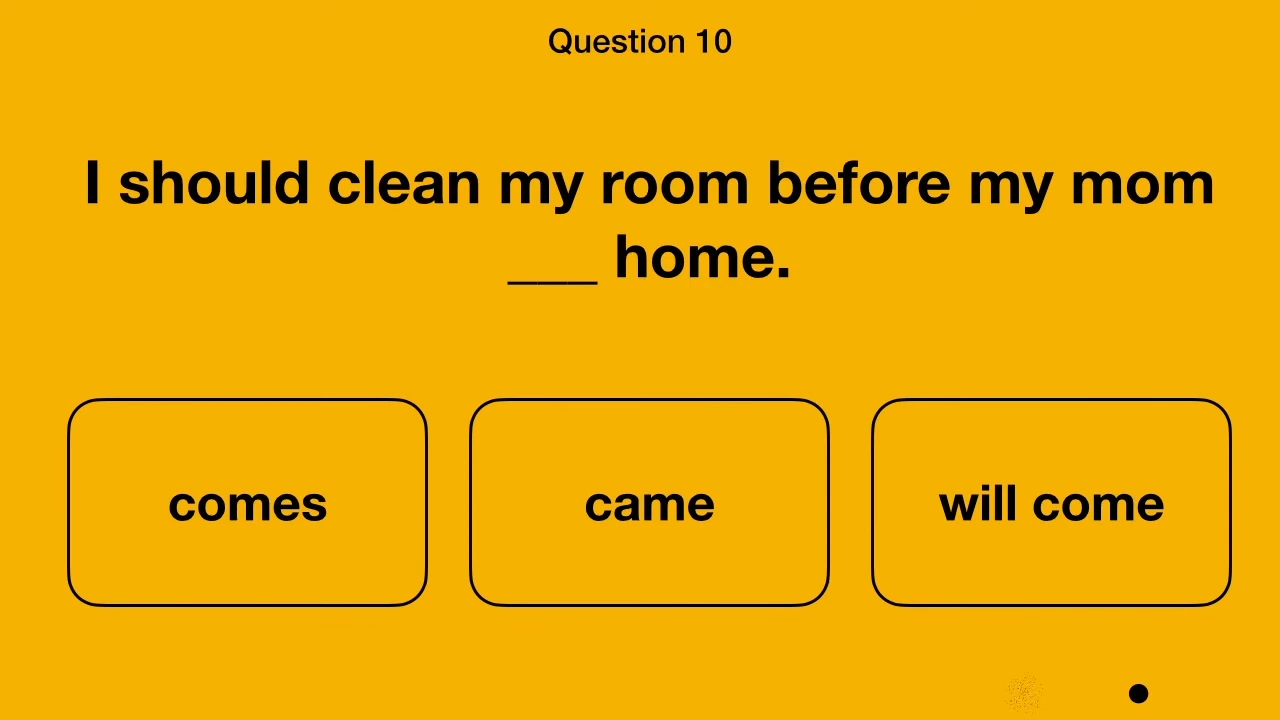 Question 10
I should clean my room before my mom
___ home.
comes
came
will come